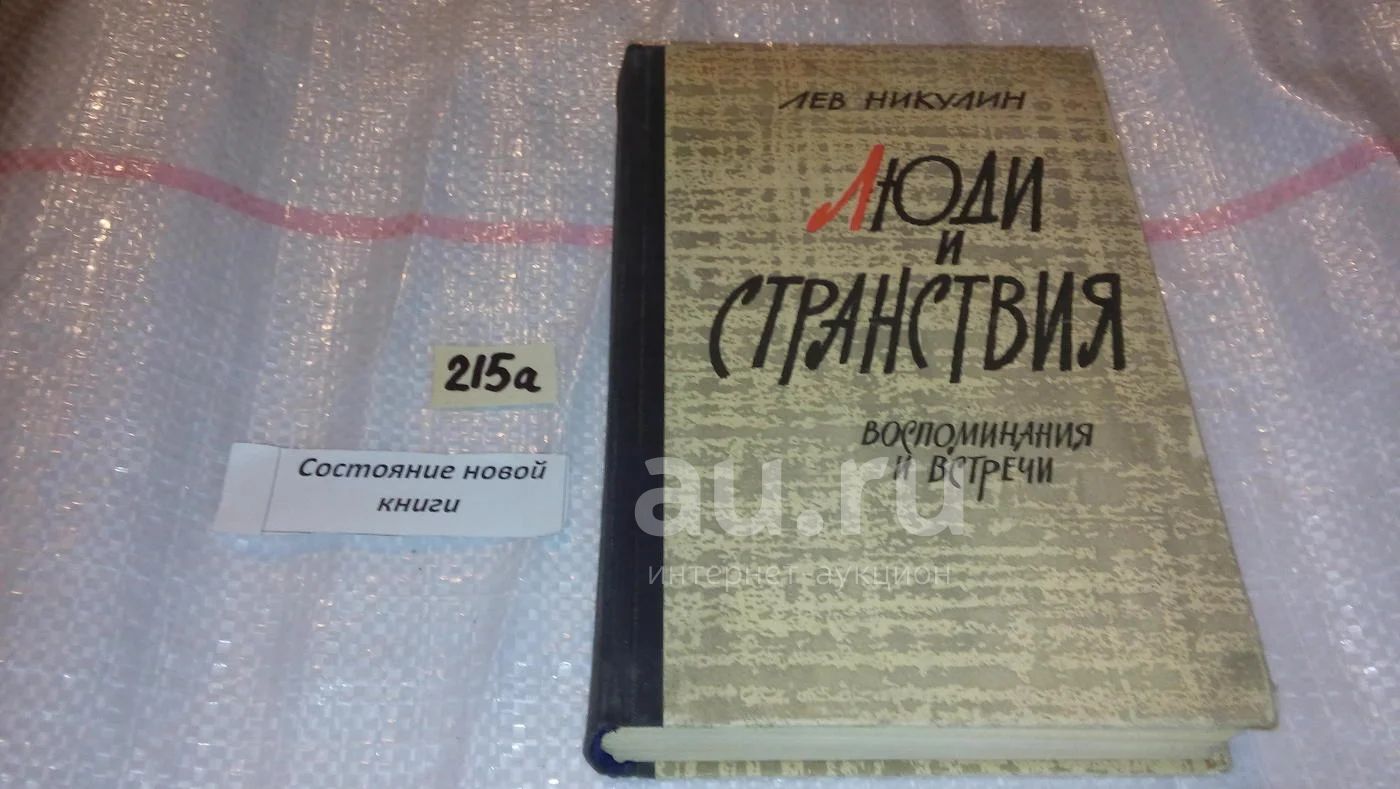 ЛЕВ НИКУЛИН
ЛЮДИ
И
СТРАНСТВИЯ
ВОСПОМИНАНИЯ
И ВСТРЕЧИ
215а
Состояние новой
книги
au.ru
интернет-аукцион